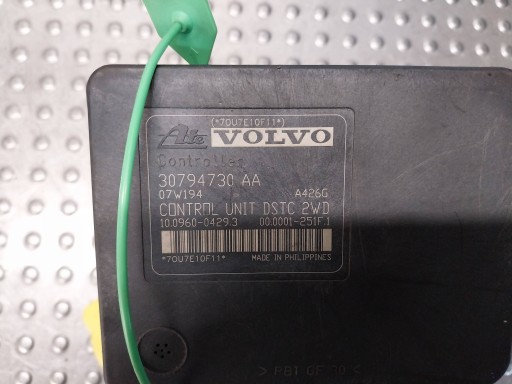 (*70U7E10F11*)
Ate VOLVO
Controller
30794730 AA
07W194 A426G
CONTROL UNIT DSTC 2WD
10.0960-0429.3 00.0001-251F.1
*70U7E10F11* MADE IN PHILIPPINES